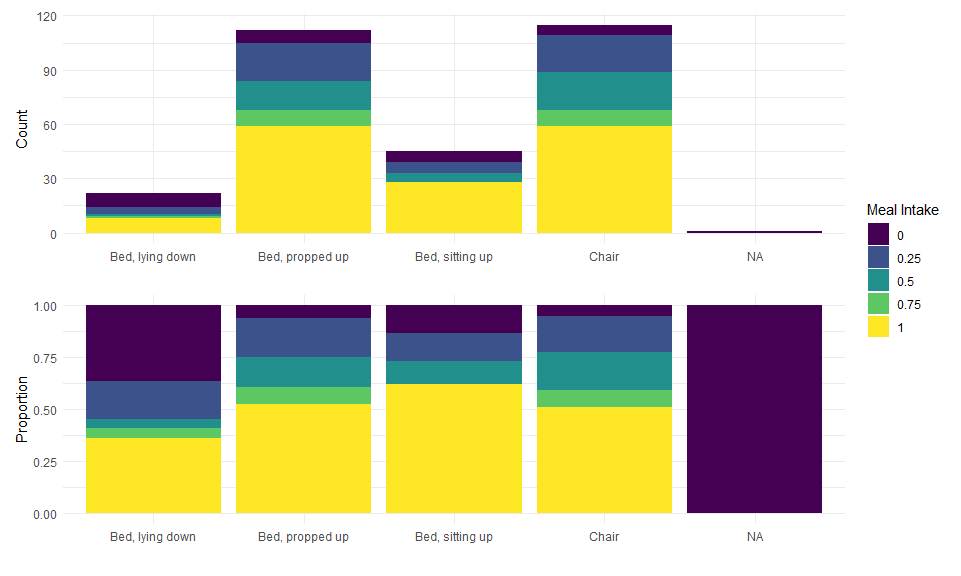 120
90
60
30
0
Count
Bed, lying down
Bed, propped up
Bed, sitting up
Chair
NA
1.00
0.75
0.50
0.25
0.00
Proportion
Bed, lying down
Bed, propped up
Bed, sitting up
Chair
NA
Meal Intake
0
0.25
0.5
0.75
1